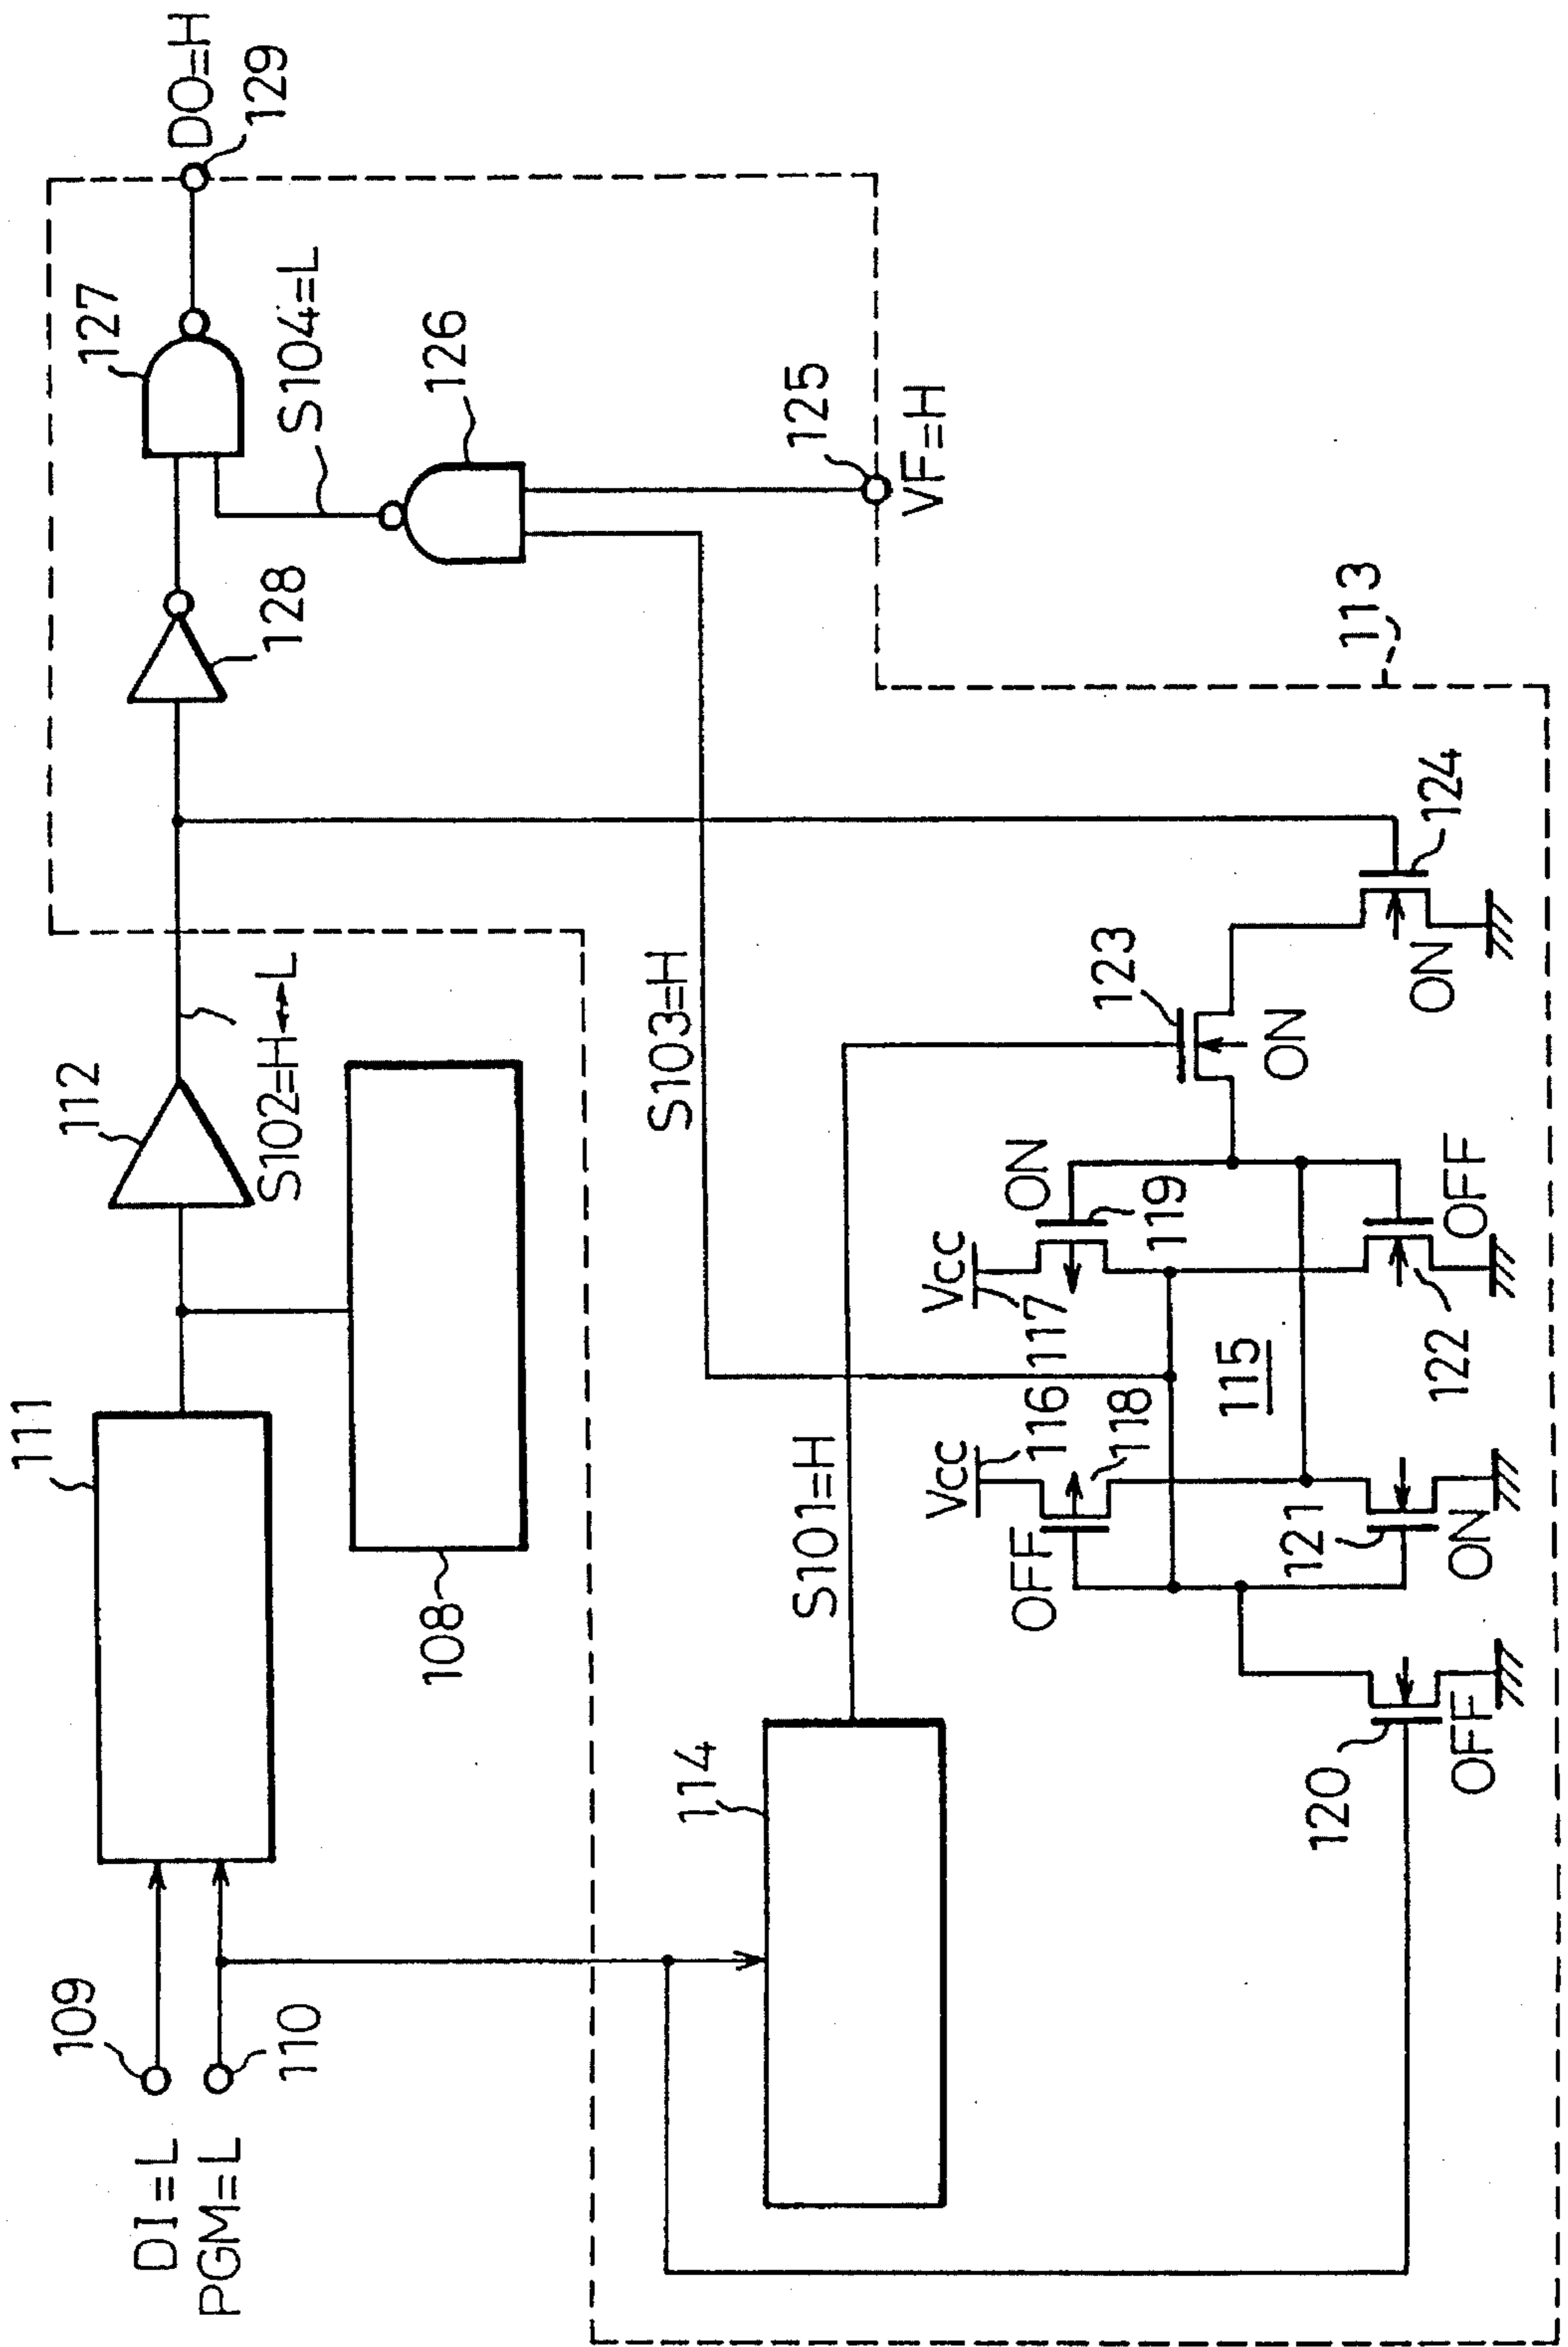 DI=L
PGM=L
109
110
111
108
112
S102=H↔L
128
127
DO=H
129
S104=L
126
125
VF=H
113
114
S101=H
S103=H
Vcc
116
OFF
118
Vcc
117
ON
119
115
123
ON
124
ON
120
OFF
121
ON
122
OFF